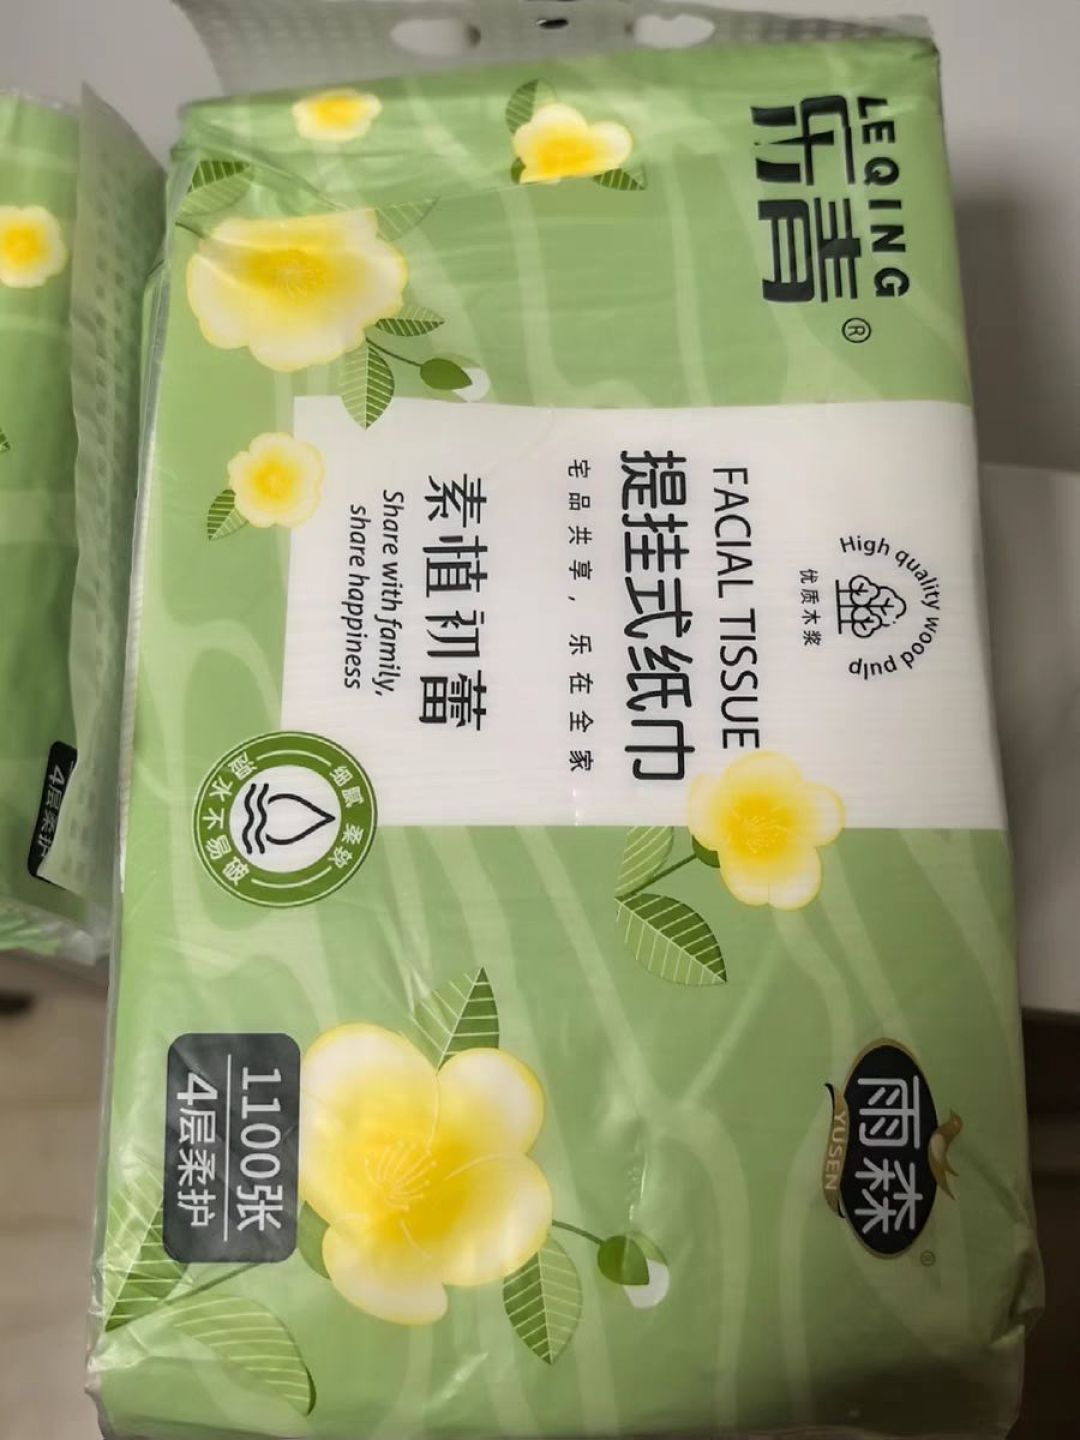 乐清
LEQING
®
High quality wood pulp
优质木浆
FACIAL TISSUE
提挂式纸巾
宅品共享，乐在全家
素植初蕾
Share with family,
share happiness
细腻 柔软
湿水不易破
雨森
YUSEN
®
1100张
4层柔护
4层柔护